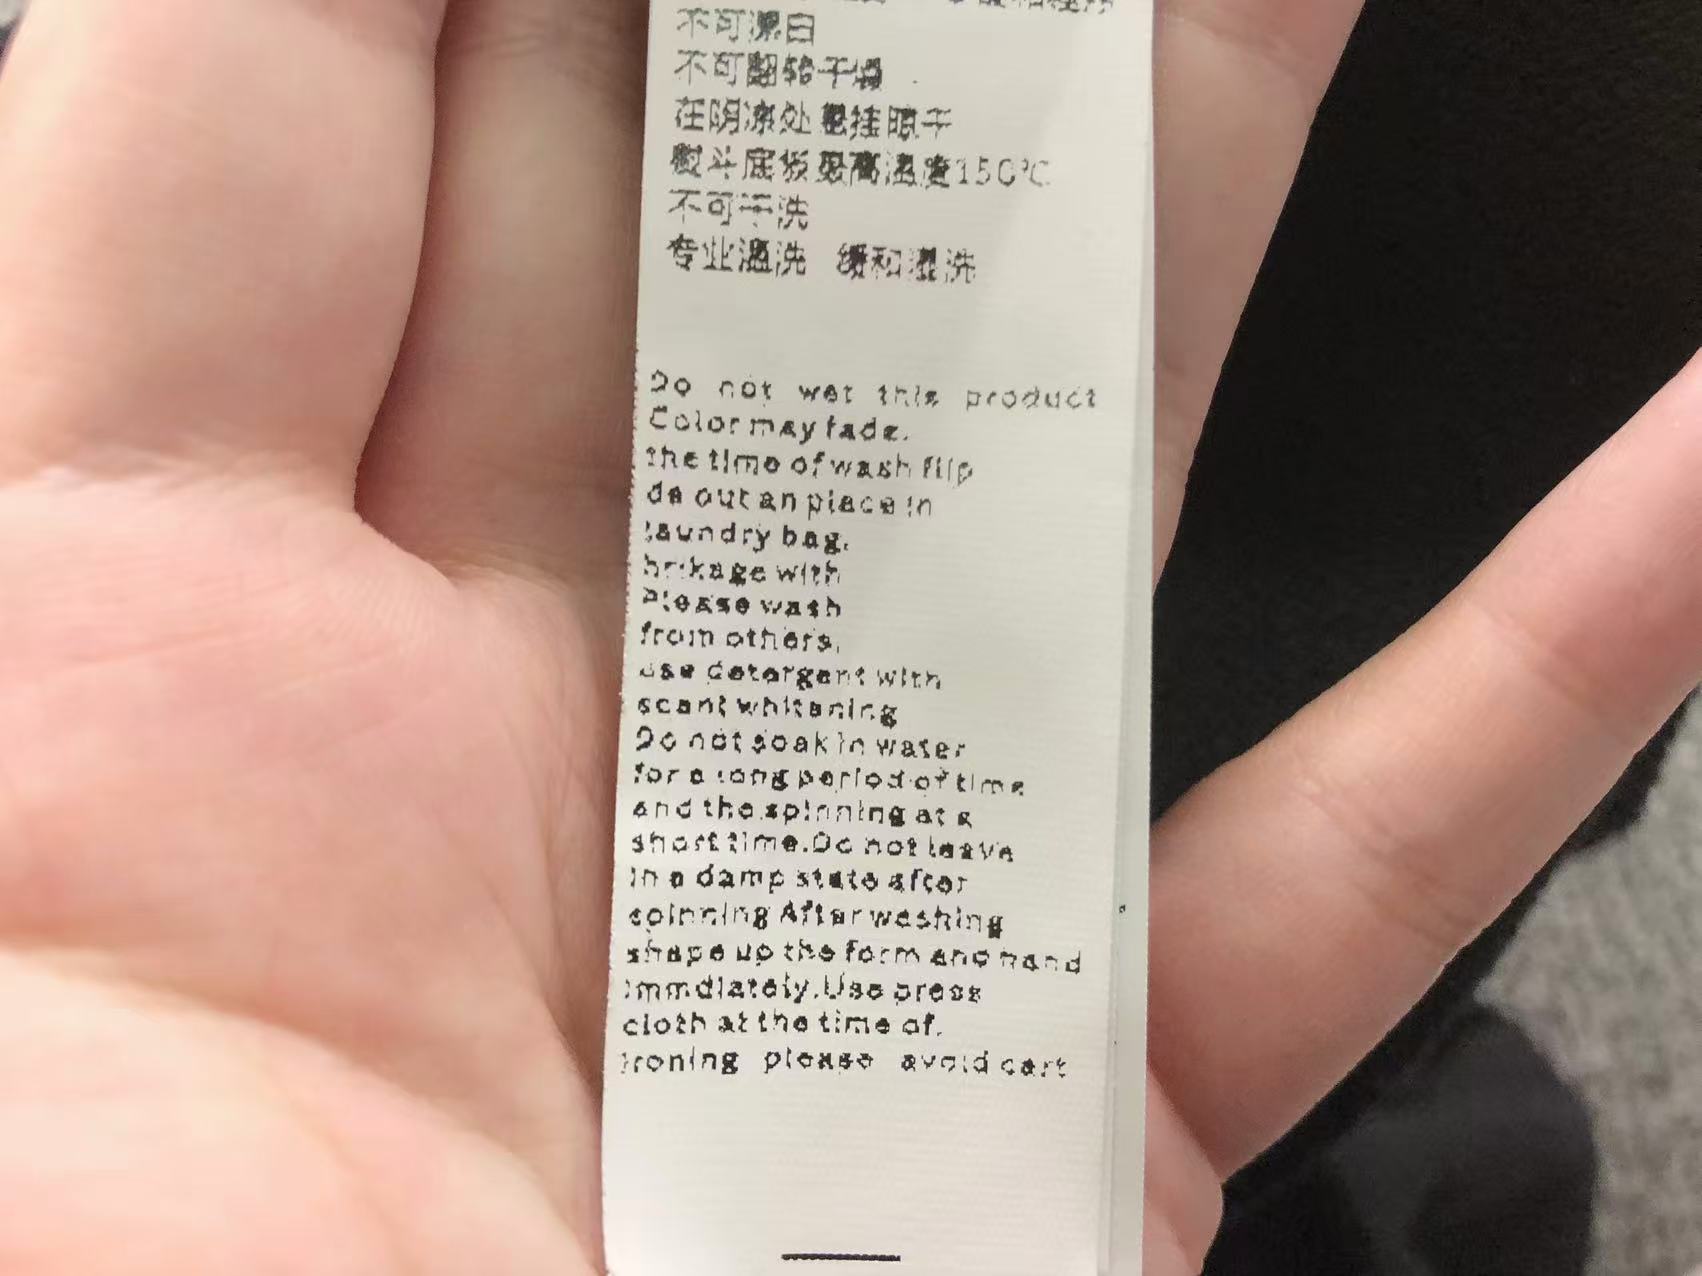 不可漂白
不可翻转干燥
在阴凉处悬挂晾干
熨斗底板最高温度150℃
不可干洗
专业湿洗 缓和湿洗
Do not wet this product
Color may fade.
the time of wash flip
de out an place in
laundry bag.
with
Please wash
from others.
use detergent with
scant whitening
Do not soak in water
for a long period of time
and the spinning at a
short time.Do not leave
in a damp state after
spinning After washing
shape up the form and hand
immdiately.Use press
cloth at the time of.
ironing please avoid cart